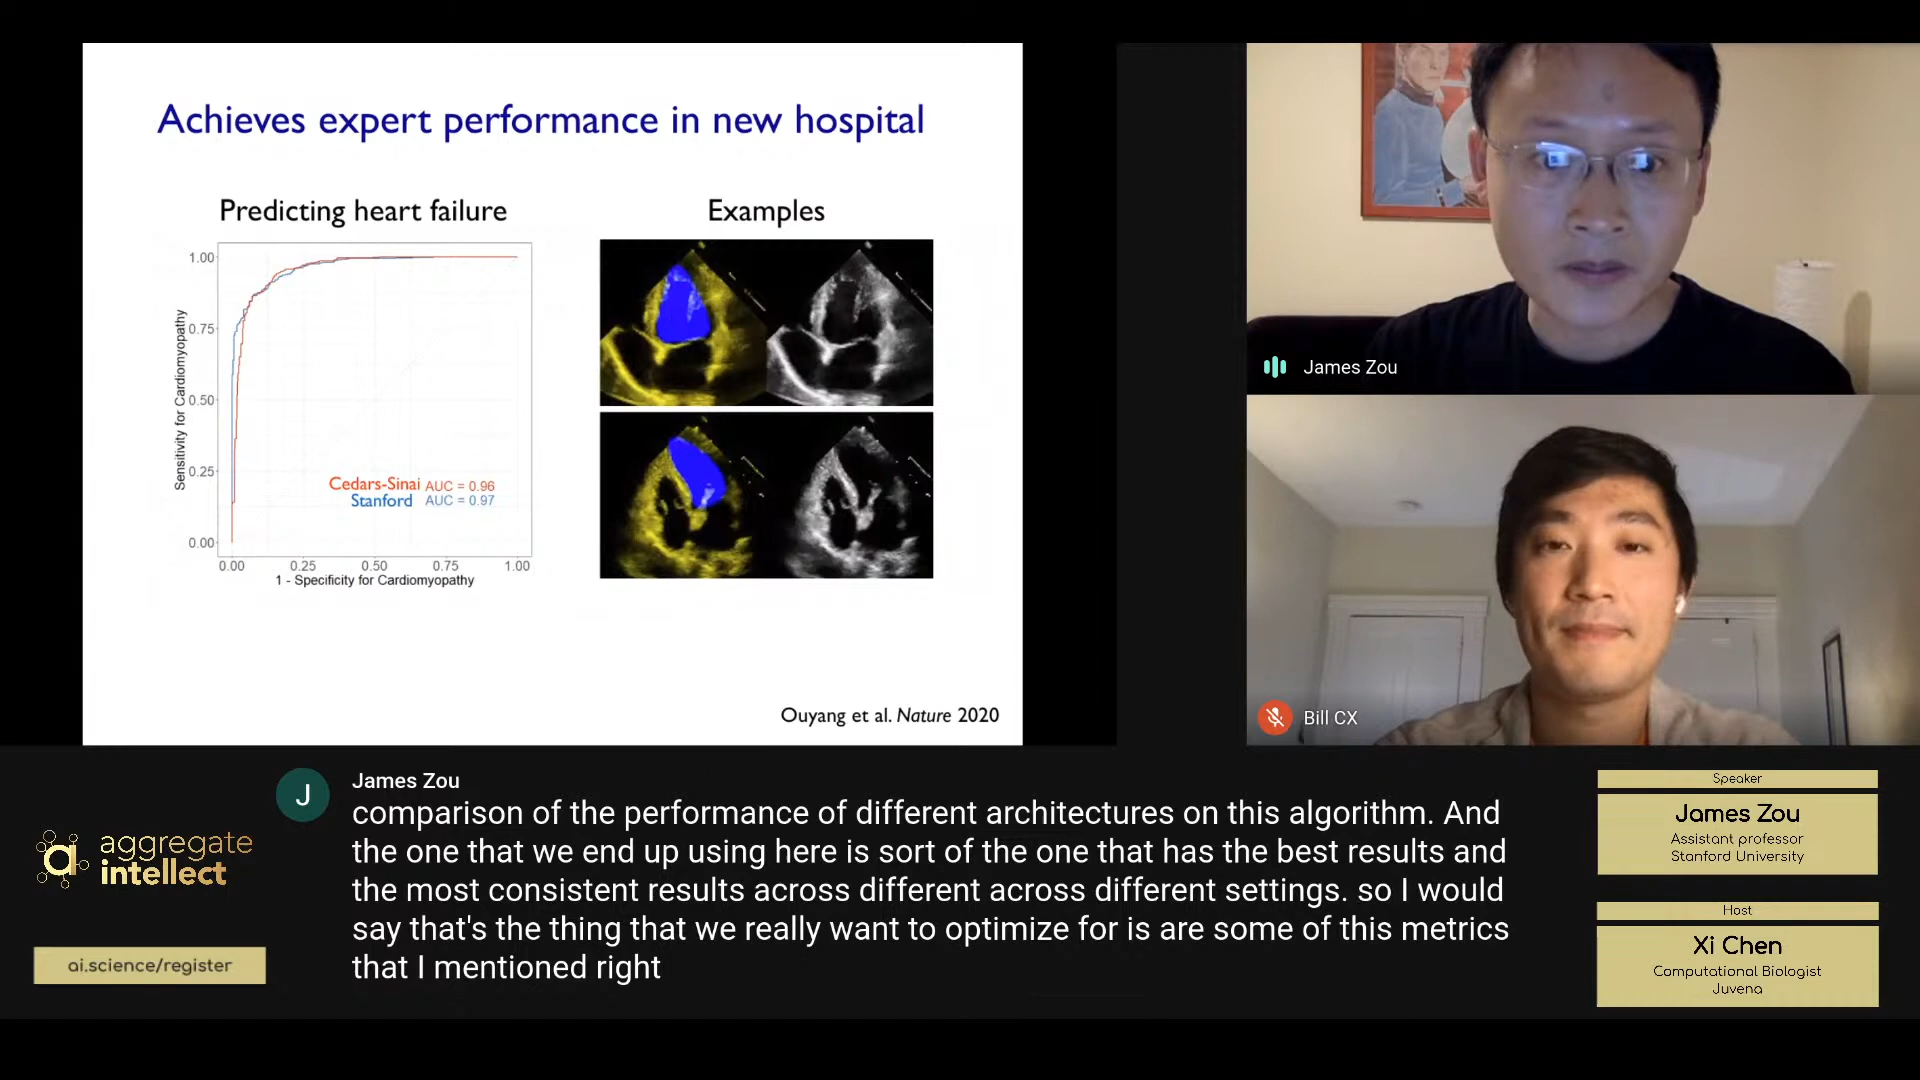 Achieves expert performance in new hospital
Predicting heart failure
Examples
Sensitivity for Cardiomyopathy
1.00
0.75
0.50
0.25
0.00
Cedars-Sinai AUC = 0.96
Stanford AUC = 0.97
0.00 0.25 0.50 0.75 1.00
1 - Specificity for Cardiomyopathy
Ouyang et al. Nature 2020
James Zou
Bill CX
J
James Zou
comparison of the performance of different architectures on this algorithm. And
the one that we end up using here is sort of the one that has the best results and
the most consistent results across different across different settings. so I would
say that's the thing that we really want to optimize for is are some of this metrics
that I mentioned right
aggregate
intellect
ai.science/register
Speaker
James Zou
Assistant professor
Stanford University
Host
Xi Chen
Computational Biologist
Juvena